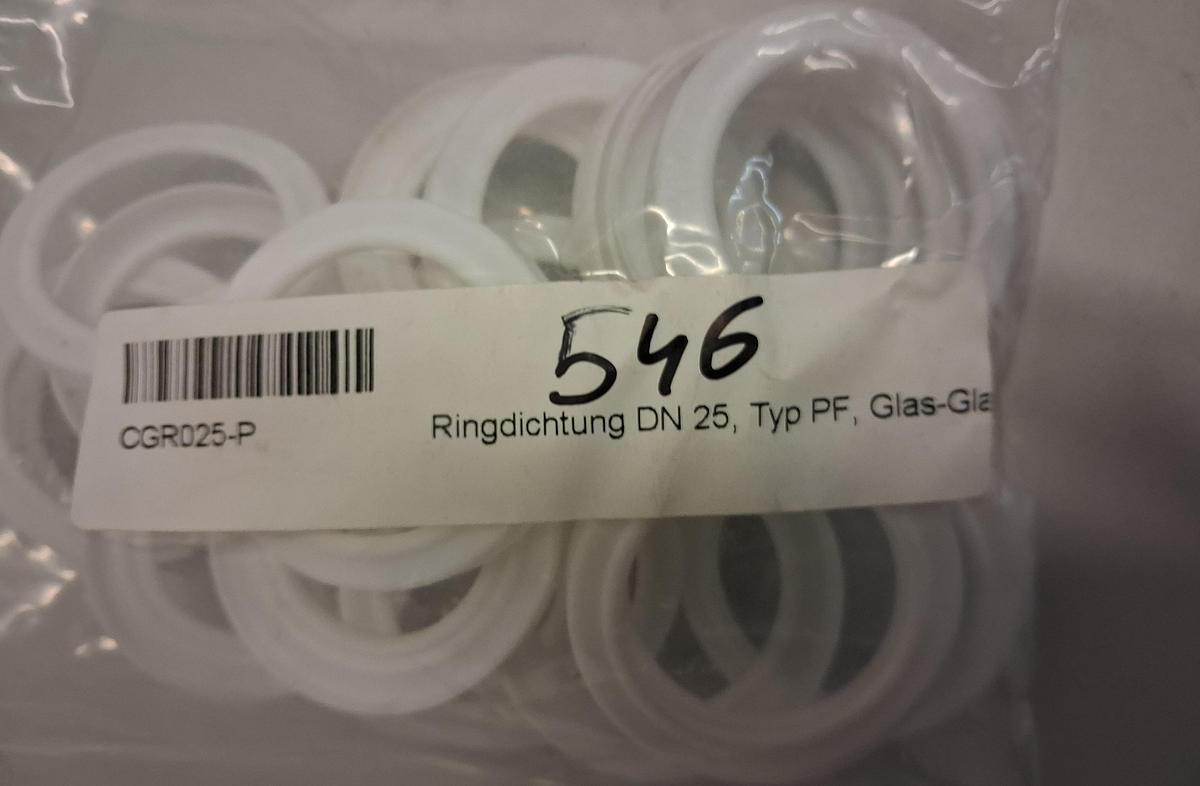 546
CGR025-P
Ringdichtung DN 25, Typ PF, Glas-Gla